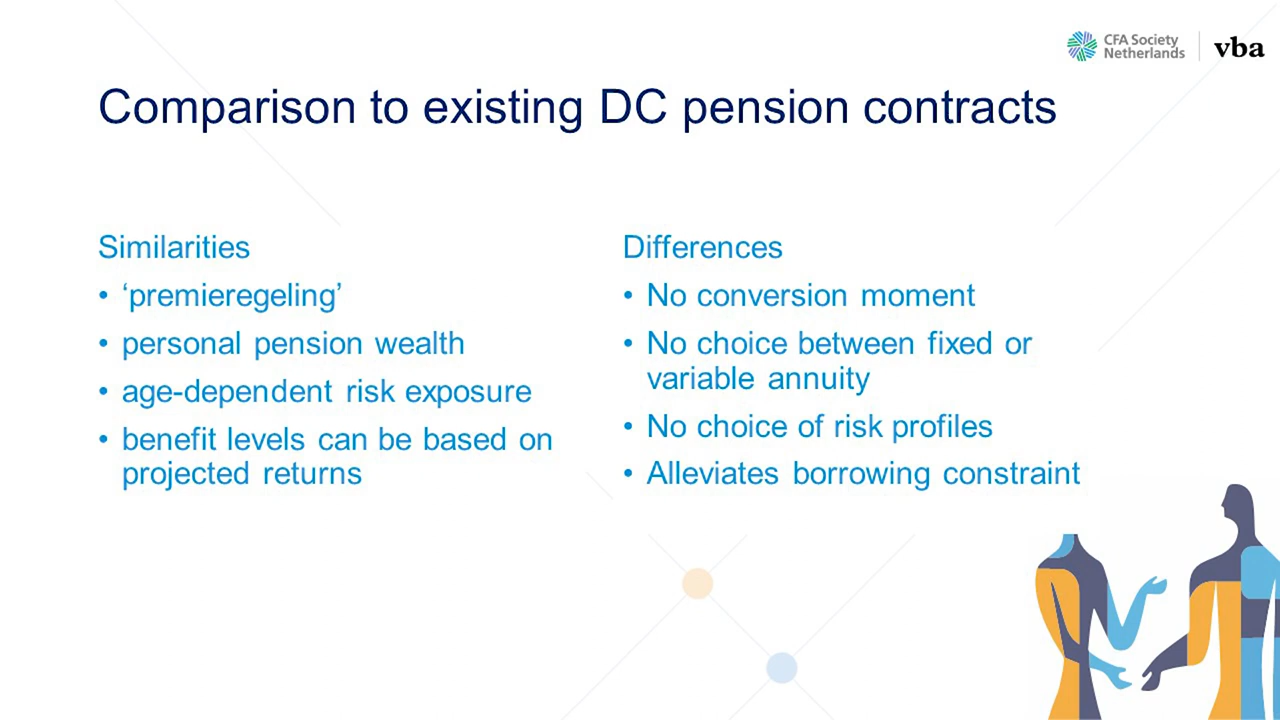 CFA Society
Netherlands
vba
Comparison to existing DC pension contracts
Similarities
• ‘premieregeling’
• personal pension wealth
• age-dependent risk exposure
• benefit levels can be based on
projected returns
Differences
• No conversion moment
• No choice between fixed or
variable annuity
• No choice of risk profiles
• Alleviates borrowing constraint